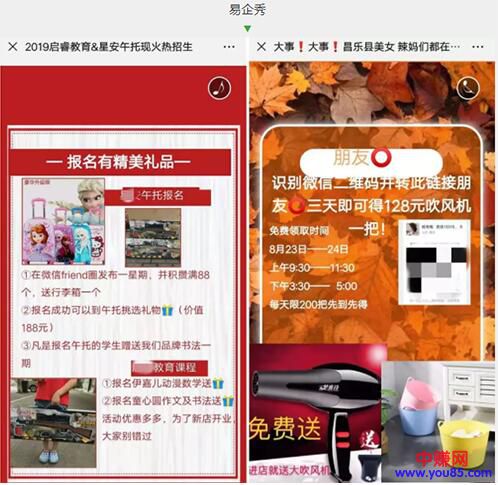 易企秀
2019启睿教育&星安午托现火热招生
报名有精美礼品
午托报名
①在微信friend圈发布一星期，并积攒满88
个，送行李箱一个
②报名成功可以到午托挑选礼物🎁（价值
188元）
③凡是报名午托的学生赠送我们品牌书法一
期
教育课程
①报名伊嘉儿动漫数学送🎁
②报名童心圆作文及书法送🎁
活动优惠多多，为了新店开业，
大家别错过
大事❗大事❗昌乐县美女 辣妈们都在…
朋友⭕
识别微信二维码并转此链接朋
友⭕三天即可得128元吹风机
一把！
免费领取时间
8月23日——24日
上午9:30——11:30
下午3:30—— 5:00
每天限200把先到先得
免费送
进店就送大吹风机
送
中赚网
www.you85.com